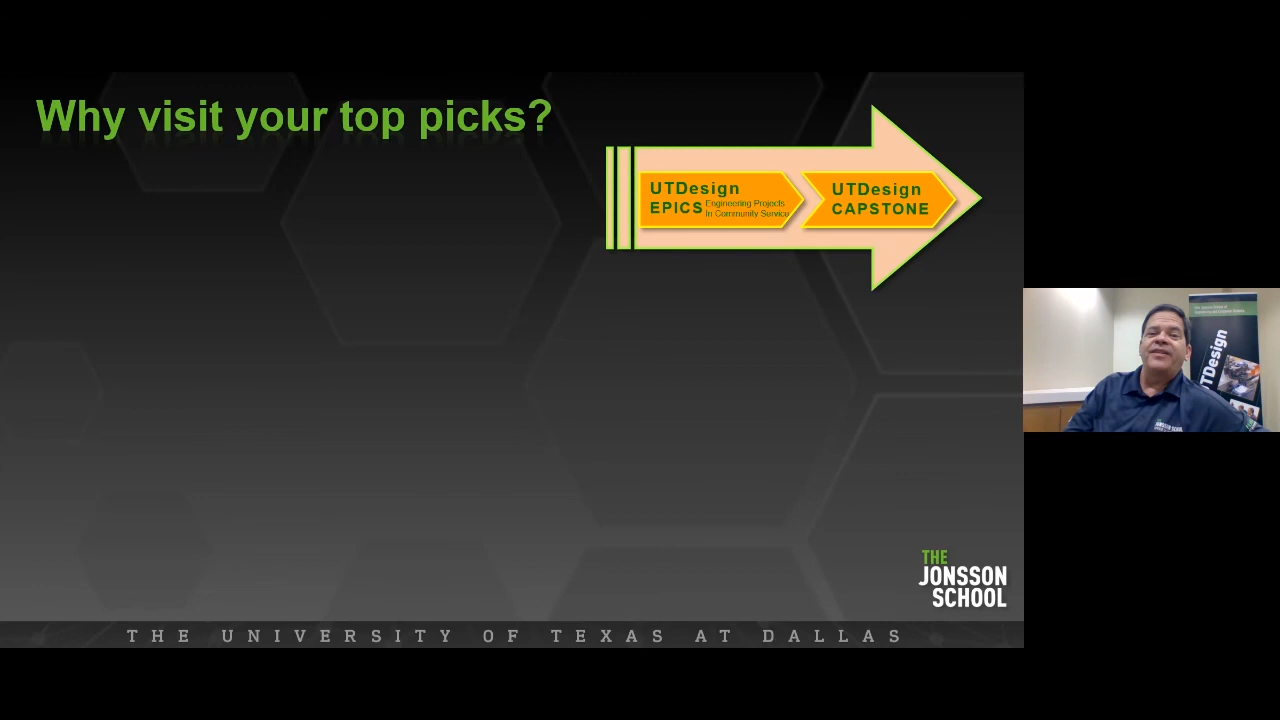 Why visit your top picks?
UTDesign
EPICS Engineering Projects
In Community Service
UTDesign
CAPSTONE
UTDesign
THE
JONSSON
SCHOOL
THE UNIVERSITY OF TEXAS AT DALLAS